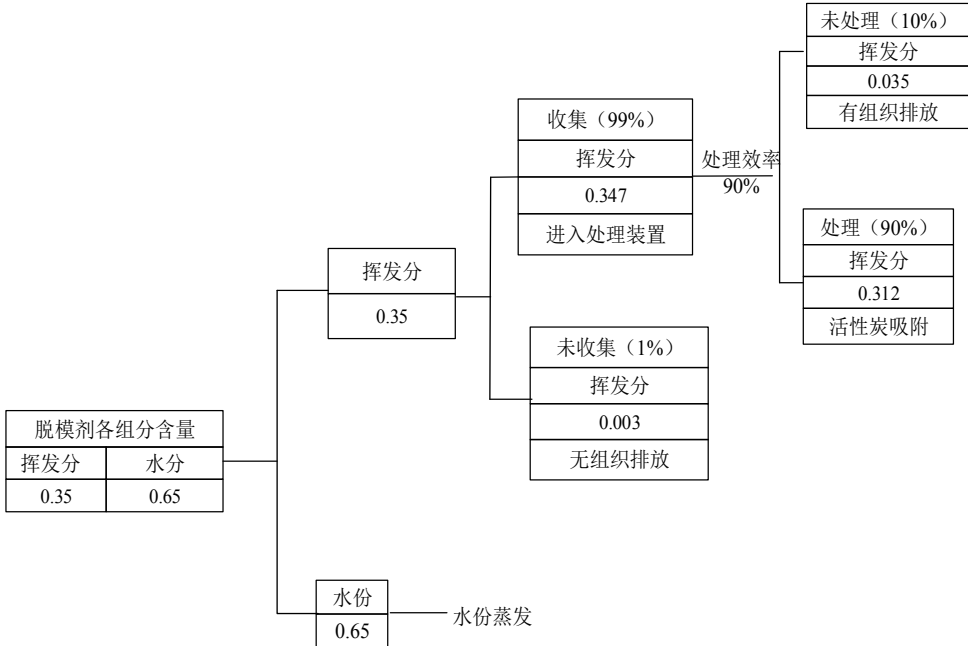 未处理（10%）
挥发分
0.035
有组织排放
收集（99%）
挥发分
0.347
进入处理装置
处理效率
90%
处理（90%）
挥发分
0.312
活性炭吸附
挥发分
0.35
未收集（1%）
挥发分
0.003
无组织排放
脱模剂各组分含量
挥发分 水分
0.35 0.65
水份
0.65
水份蒸发